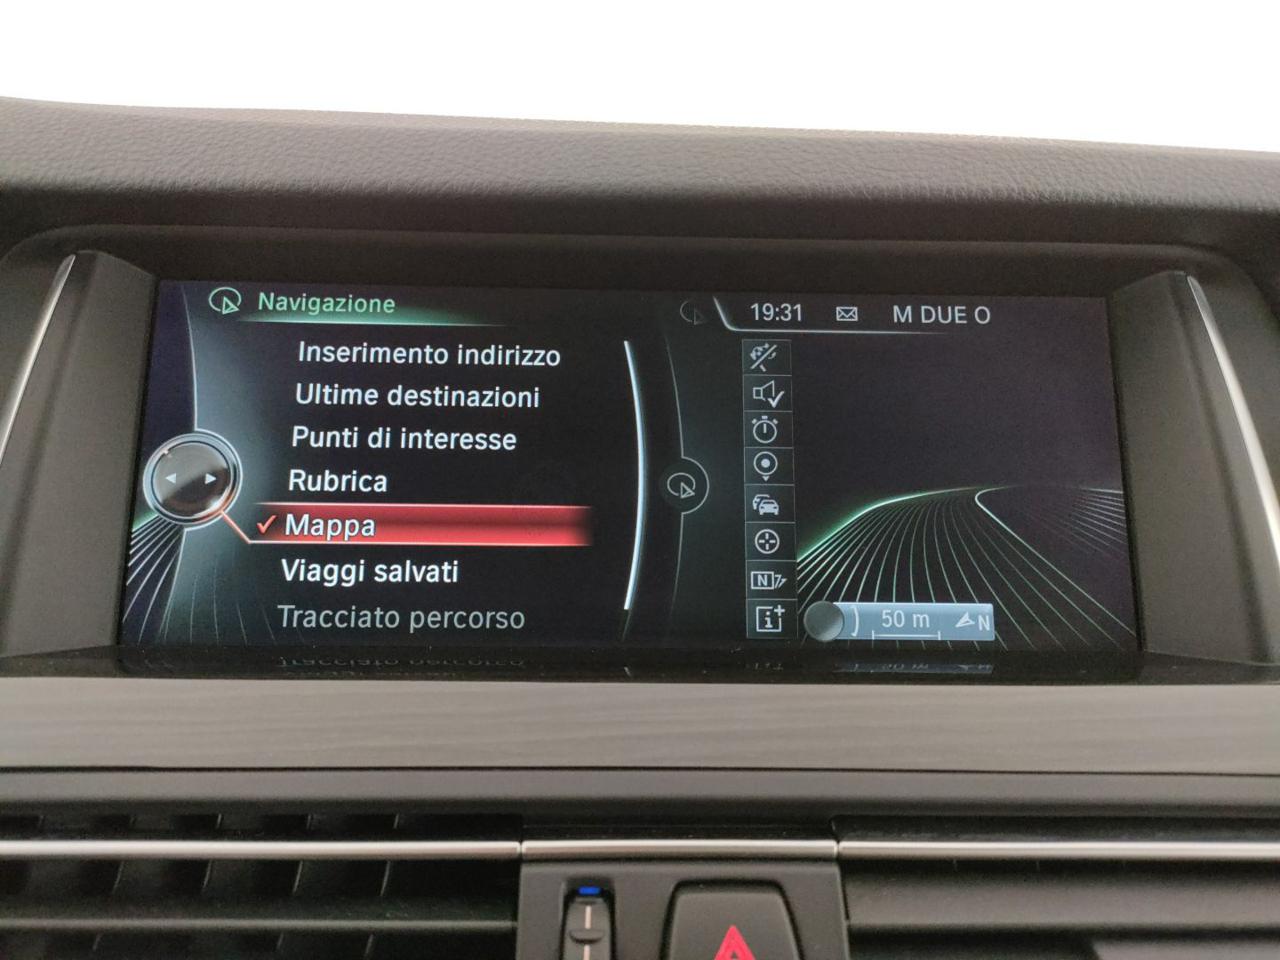 Navigazione
19:31 M DUE O
Inserimento indirizzo
Ultime destinazioni
Punti di interesse
Rubrica
Mappa
Viaggi salvati
Tracciato percorso
N
i
50 m N